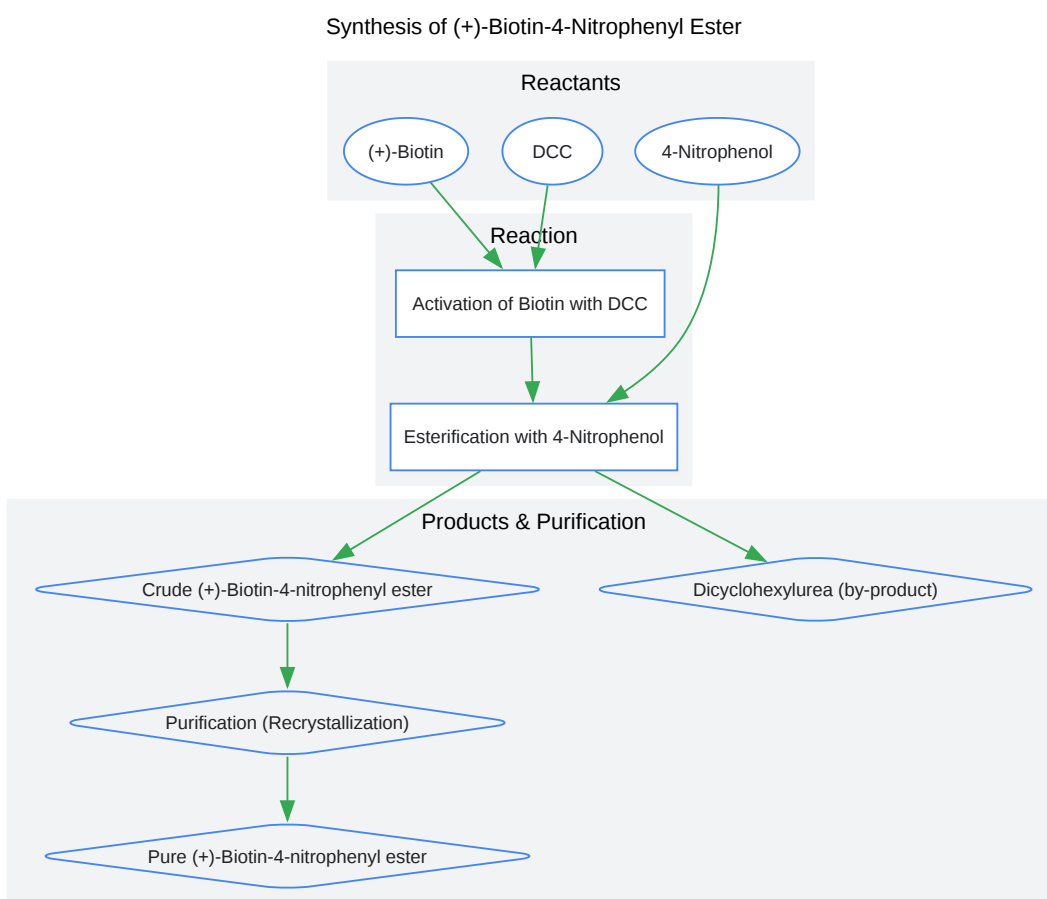 Synthesis of (+)-Biotin-4-Nitrophenyl Ester
Reactants
(+)-Biotin
DCC
4-Nitrophenol
Reaction
Activation of Biotin with DCC
Esterification with 4-Nitrophenol
Products & Purification
Crude (+)-Biotin-4-nitrophenyl ester
Dicyclohexylurea (by-product)
Purification (Recrystallization)
Pure (+)-Biotin-4-nitrophenyl ester